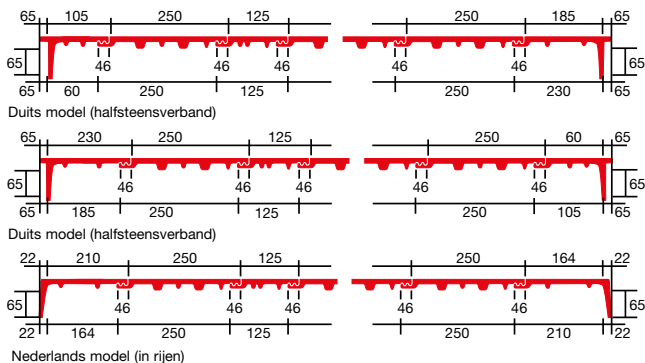 65 105 250 125 250 185 65
65 46 46 46 46 46 65
65 60 250 125 250 230 65
Duits model (halfsteensverband)
65 230 250 125 250 60 65
65 46 46 46 46 46 65
65 185 250 125 250 105 65
Duits model (halfsteensverband)
22 210 250 125 250 164 22
65 46 46 46 46 46 65
22 164 250 125 250 210 22
Nederlands model (in rijen)